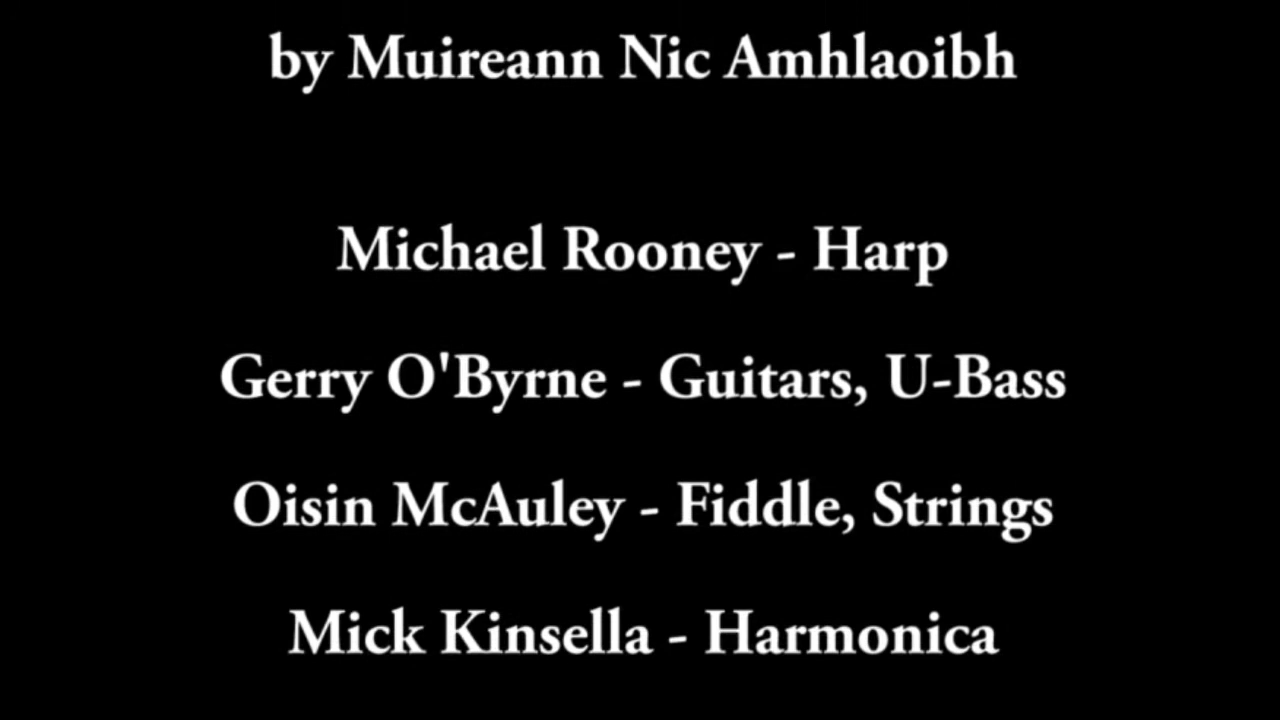 by Muireann Nic Amhlaoibh
Michael Rooney - Harp
Gerry O'Byrne - Guitars, U-Bass
Oisin McAuley - Fiddle, Strings
Mick Kinsella - Harmonica